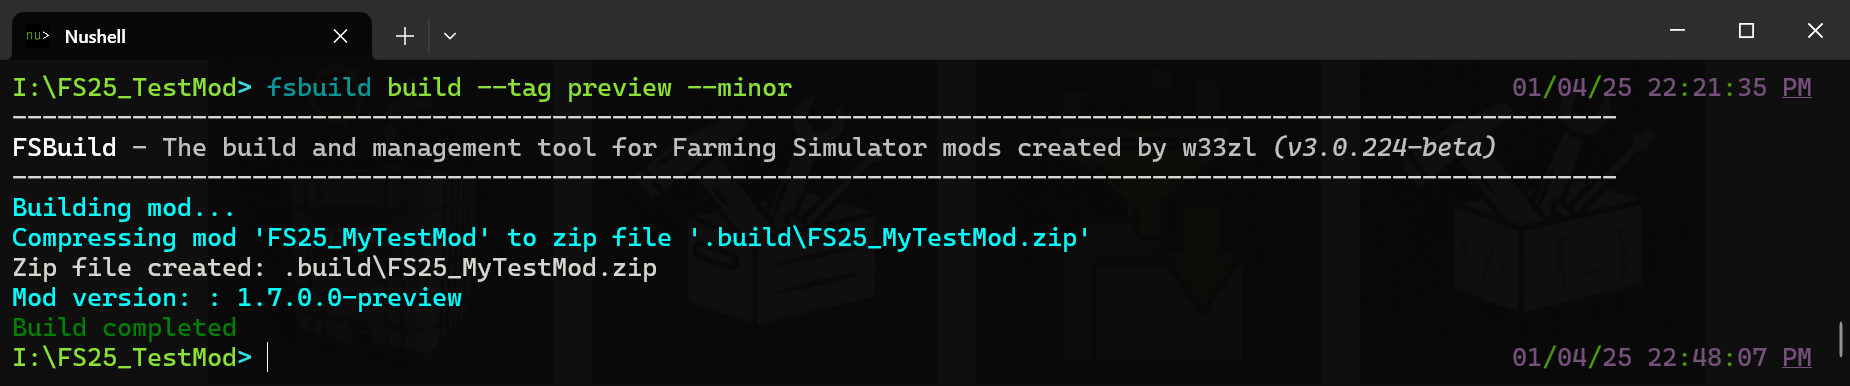 nu> Nushell
I:\FS25_TestMod> fsbuild build --tag preview --minor 01/04/25 22:21:35 PM
-----------------------------------------------------------------------------------------------------------
FSBuild - The build and management tool for Farming Simulator mods created by w33zl (v3.0.224-beta)
-----------------------------------------------------------------------------------------------------------
Building mod...
Compressing mod 'FS25_MyTestMod' to zip file '.build\FS25_MyTestMod.zip'
Zip file created: .build\FS25_MyTestMod.zip
Mod version: : 1.7.0.0-preview
Build completed
I:\FS25_TestMod> 01/04/25 22:48:07 PM